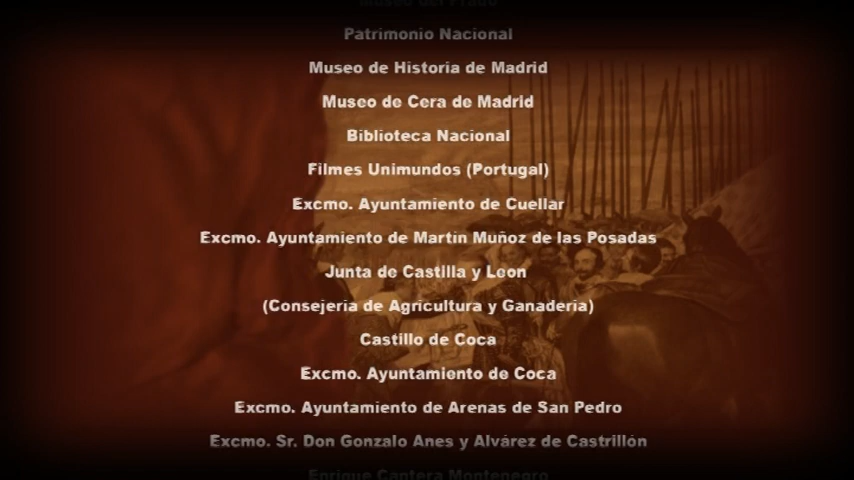 Museo del Prado
Patrimonio Nacional
Museo de Historia de Madrid
Museo de Cera de Madrid
Biblioteca Nacional
Filmes Unimundos (Portugal)
Excmo. Ayuntamiento de Cuellar
Excmo. Ayuntamiento de Martín Muñoz de las Posadas
Junta de Castilla y Leon
(Consejería de Agricultura y Ganadería)
Castillo de Coca
Excmo. Ayuntamiento de Coca
Excmo. Ayuntamiento de Arenas de San Pedro
Excmo. Sr. Don Gonzalo Anes y Alvárez de Castrillón
Enrique Cantera Montenegro